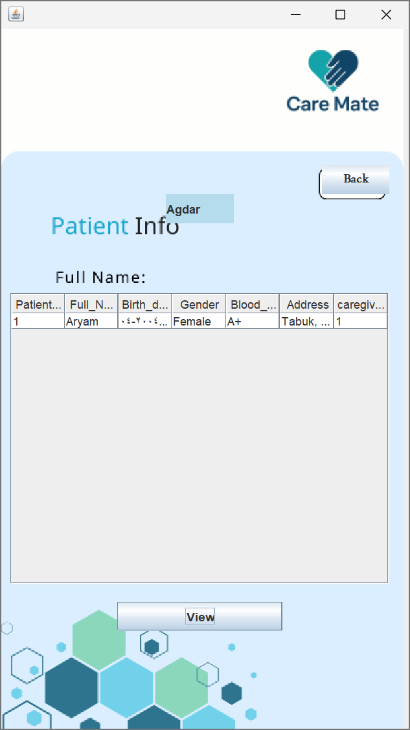 Care Mate
Back
Agdar
Patient Info
Full Name:
Patient... Full_N... Birth_d... Gender Blood_... Address caregiv...
1 Aryam ٠٤-٢٠٠٤... Female A+ Tabuk, ... 1
View